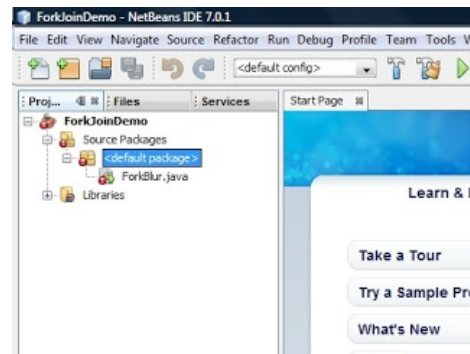 ForkJoinDemo - NetBeans IDE 7.0.1
File Edit View Navigate Source Refactor Run Debug Profile Team Tools
<default config>
Proj... Files Services Start Page
ForkJoinDemo
Source Packages
<default package>
ForkBlur.java
Libraries
Learn &
Take a Tour
Try a Sample
What's New